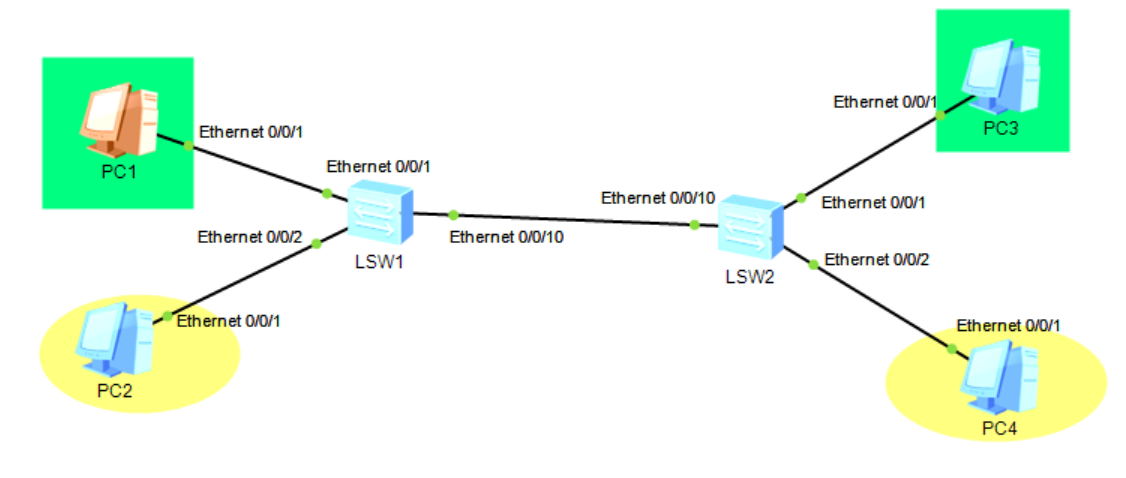 PC3
Ethernet 0/0/1
Ethernet 0/0/1
PC1
Ethernet 0/0/1
Ethernet 0/0/10
Ethernet 0/0/1
Ethernet 0/0/2
Ethernet 0/0/10
LSW1
Ethernet 0/0/2
LSW2
Ethernet 0/0/1
Ethernet 0/0/1
PC2
PC4